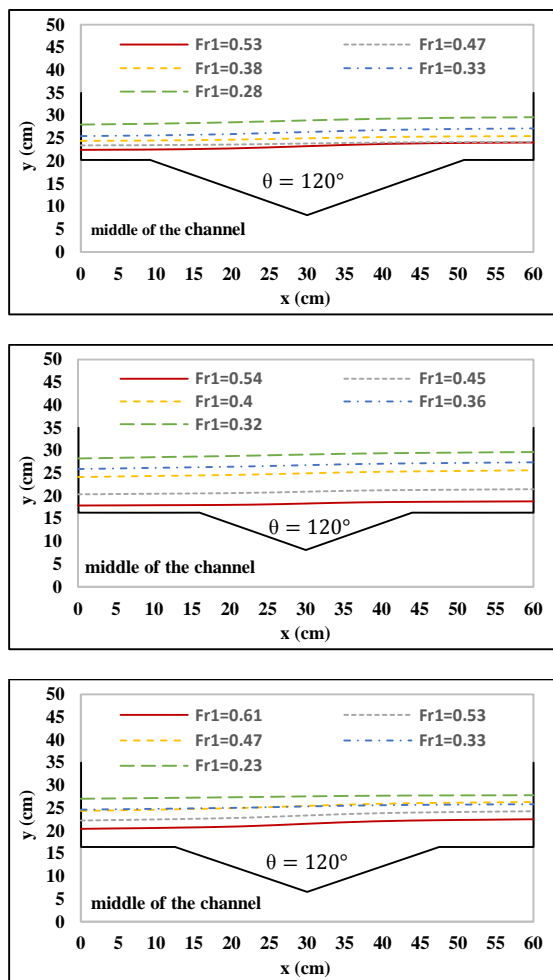 50
45
40
35
30
25
20
15
10
5
0
y (cm)
Fr1=0.53 Fr1=0.47
Fr1=0.38 Fr1=0.33
Fr1=0.28
θ = 120°
middle of the channel
0 5 10 15 20 25 30 35 40 45 50 55 60
x (cm)
50
45
40
35
30
25
20
15
10
5
0
y (cm)
Fr1=0.54 Fr1=0.45
Fr1=0.4 Fr1=0.36
Fr1=0.32
θ = 120°
middle of the channel
0 5 10 15 20 25 30 35 40 45 50 55 60
x (cm)
50
45
40
35
30
25
20
15
10
5
0
y (cm)
Fr1=0.61 Fr1=0.53
Fr1=0.47 Fr1=0.33
Fr1=0.23
θ = 120°
middle of the channel
0 5 10 15 20 25 30 35 40 45 50 55 60
x (cm)